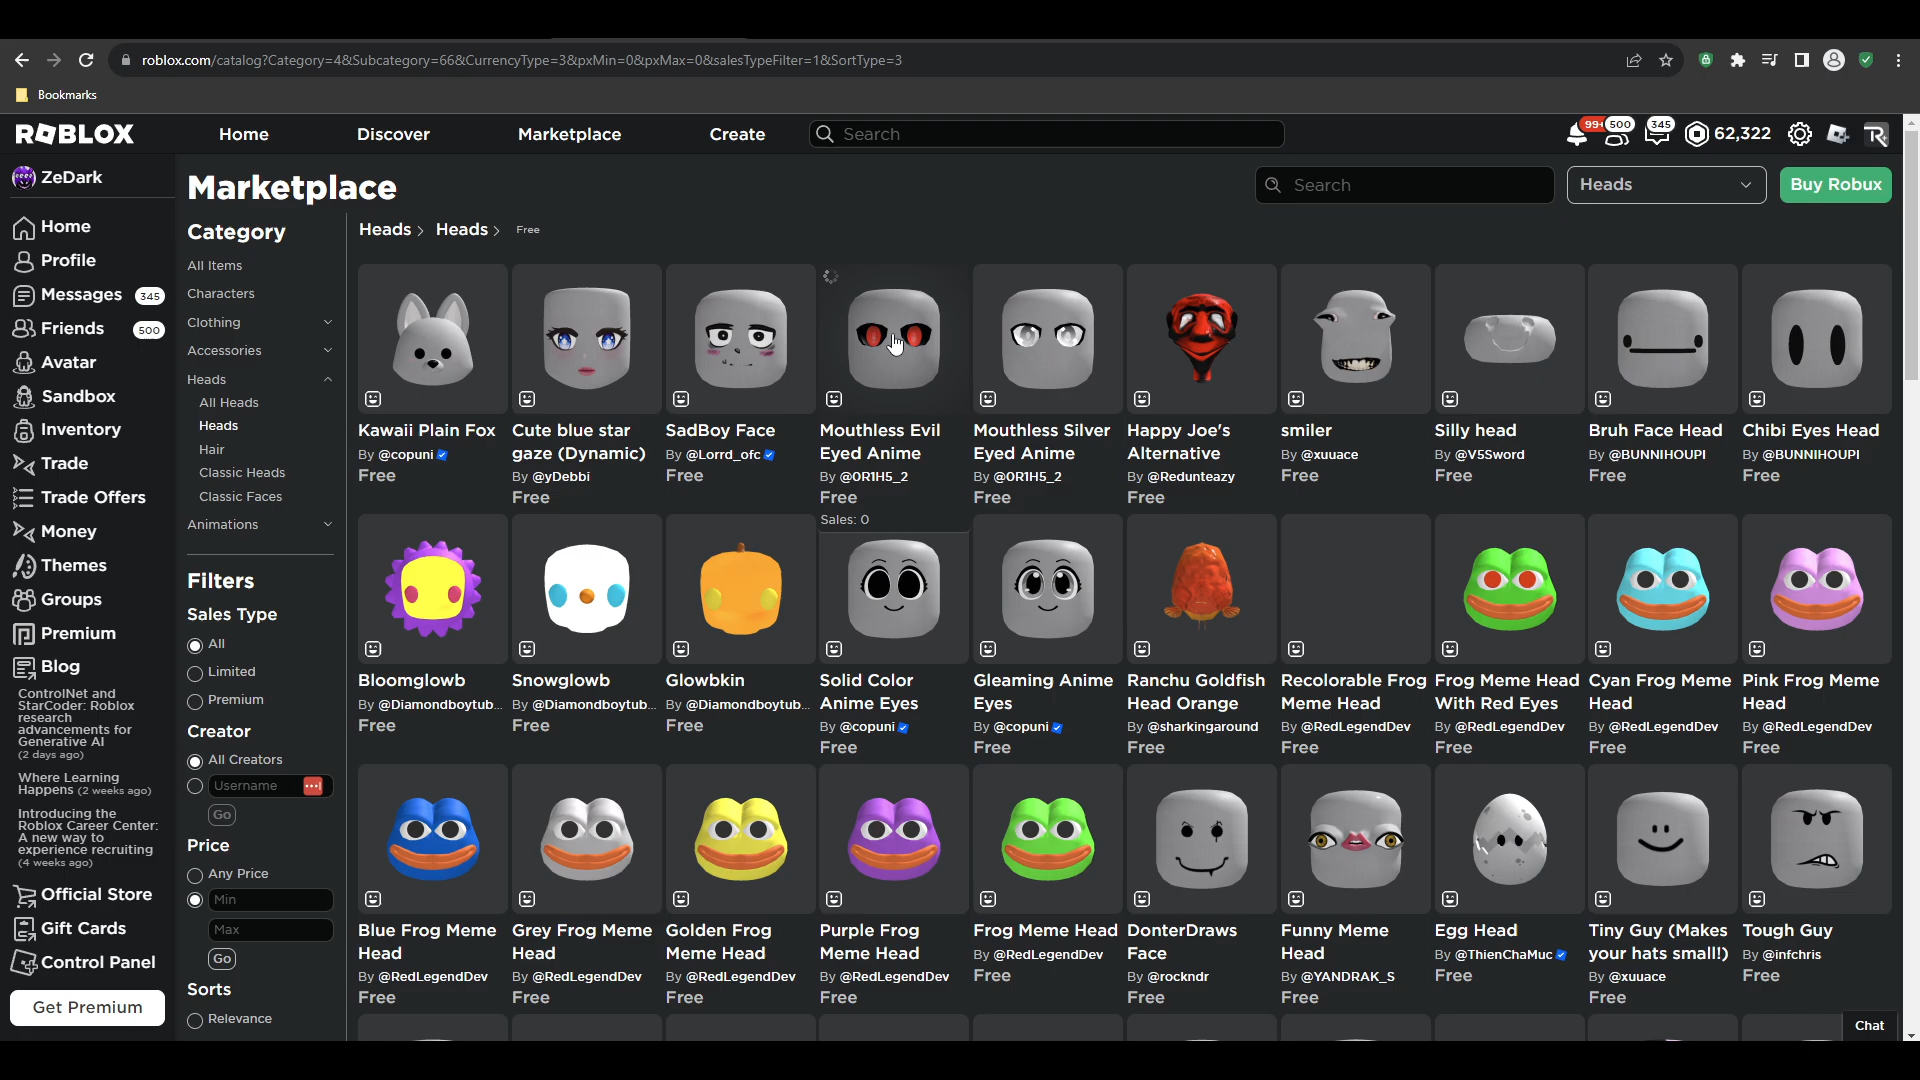 roblox.com/catalog?Category=4&Subcategory=66&CurrencyType=3&pxMin=0&pxMax=0&salesTypeFilter=1&SortType=3
Bookmarks
ROBLOX
Home
Discover
Marketplace
Create
Search
99+
500
345
62,322
ZeDark
Home
Profile
Messages 345
Friends 500
Avatar
Sandbox
Inventory
Trade
Trade Offers
Money
Themes
Groups
Premium
Blog
ControlNet and
StarCoder: Roblox
research
advancements for
Generative AI
(2 days ago)
Where Learning
Happens (2 weeks ago)
Introducing the
Roblox Career Center:
A new way to
experience recruiting
(4 weeks ago)
Official Store
Gift Cards
Control Panel
Get Premium
Marketplace
Search
Heads
Buy Robux
Category
All Items
Characters
Clothing
Accessories
Heads
All Heads
Heads
Hair
Classic Heads
Classic Faces
Animations
Filters
Sales Type
All
Limited
Premium
Creator
All Creators
Username
Go
Price
Any Price
Min
Max
Go
Sorts
Relevance
Heads > Heads > Free
Kawaii Plain Fox
By @copuni
Free
Cute blue star
gaze (Dynamic)
By @yDebbi
Free
SadBoy Face
By @Lorrd_ofc
Free
Mouthless Evil
Eyed Anime
By @0R1H5_2
Free
Sales: 0
Mouthless Silver
Eyed Anime
By @0R1H5_2
Free
Happy Joe's
Alternative
By @Redunteazy
Free
smiler
By @xuuace
Free
Silly head
By @V5Sword
Free
Bruh Face Head
By @BUNNIHOUPI
Free
Chibi Eyes Head
By @BUNNIHOUPI
Free
Bloomglowb
By @Diamondboytub...
Free
Snowglowb
By @Diamondboytub...
Free
Glowbkin
By @Diamondboytub...
Free
Solid Color
Anime Eyes
By @copuni
Free
Gleaming Anime
Eyes
By @copuni
Free
Ranchu Goldfish
Head Orange
By @sharkingaround
Free
Recolorable Frog
Meme Head
By @RedLegendDev
Free
Frog Meme Head
With Red Eyes
By @RedLegendDev
Free
Cyan Frog Meme
Head
By @RedLegendDev
Free
Pink Frog Meme
Head
By @RedLegendDev
Free
Blue Frog Meme
Head
By @RedLegendDev
Free
Grey Frog Meme
Head
By @RedLegendDev
Free
Golden Frog
Meme Head
By @RedLegendDev
Free
Purple Frog
Meme Head
By @RedLegendDev
Free
Frog Meme Head
By @RedLegendDev
Free
DonterDraws
Face
By @rockndr
Free
Funny Meme
Head
By @YANDRAK_S
Free
Egg Head
By @ThienChaMuc
Free
Tiny Guy (Makes
your hats small!)
By @xuuace
Free
Tough Guy
By @infchris
Free
Chat